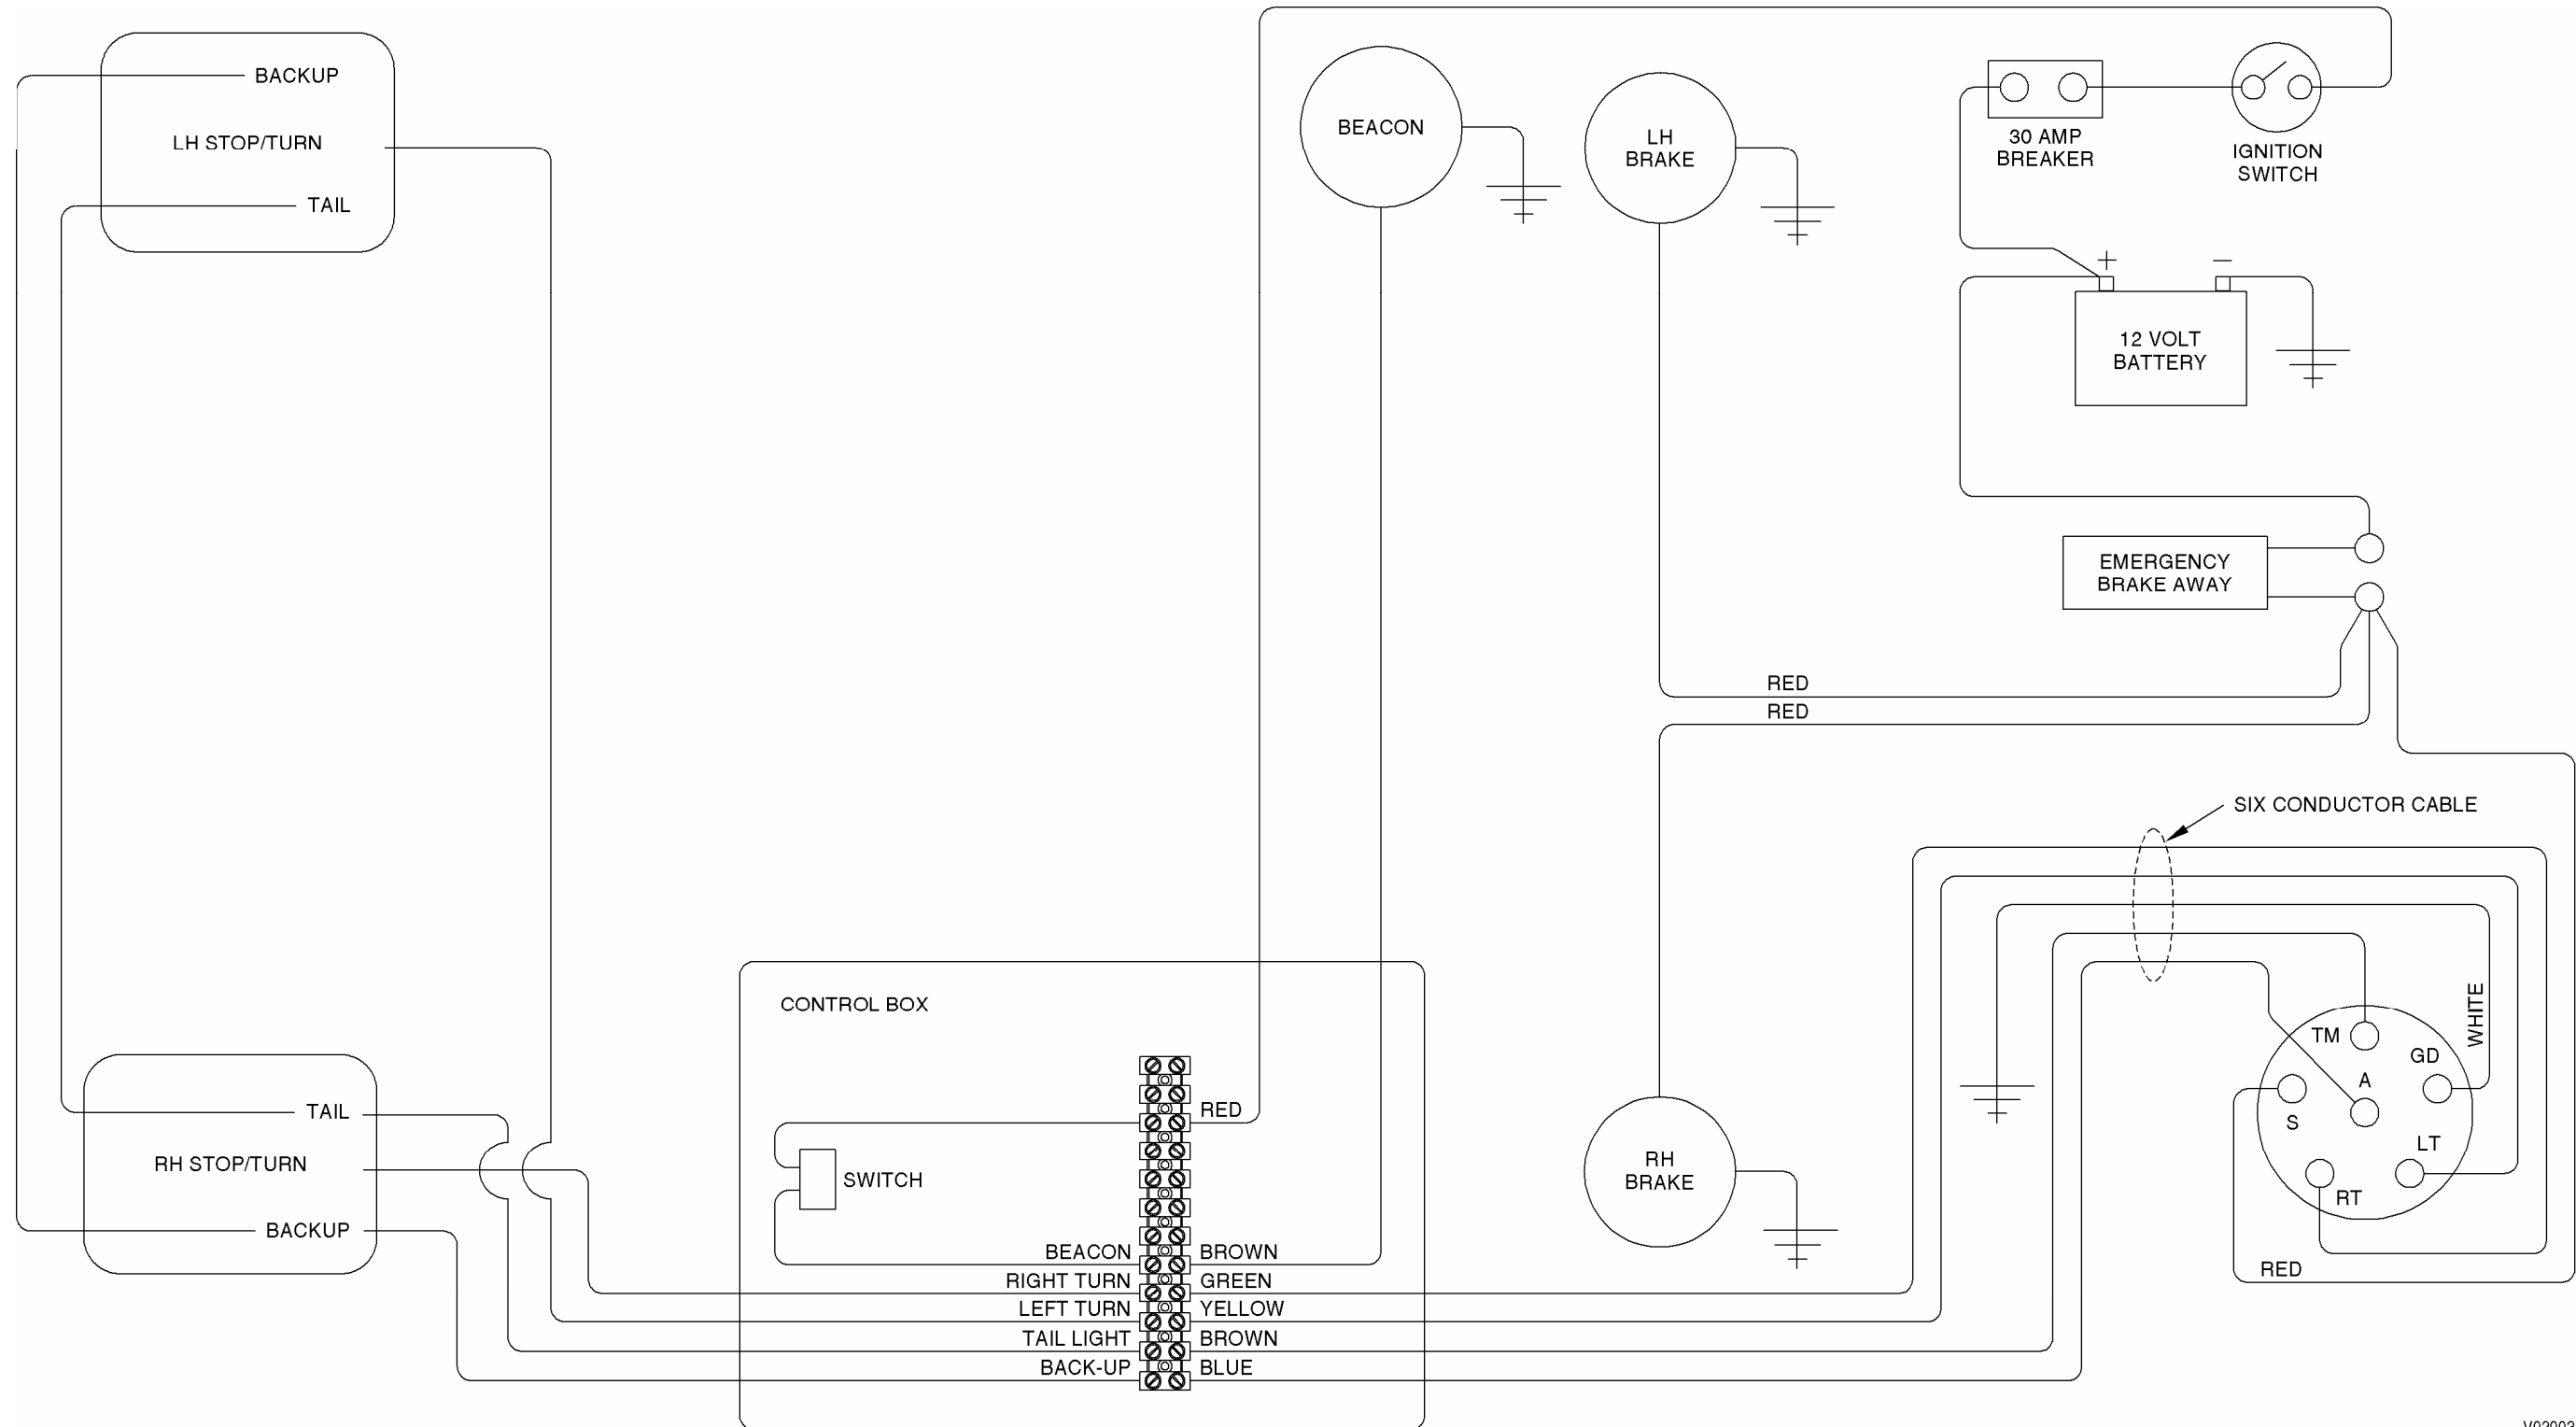 BACKUP
LH STOP/TURN
TAIL
BEACON
LH
BRAKE
30 AMP
BREAKER
IGNITION
SWITCH
+
−
12 VOLT
BATTERY
EMERGENCY
BRAKE AWAY
RED
RED
SIX CONDUCTOR CABLE
CONTROL BOX
WHITE
TM
GD
A
S
LT
RT
RED
TAIL
RH STOP/TURN
BACKUP
RED
SWITCH
RH
BRAKE
BEACON BROWN
RIGHT TURN GREEN
LEFT TURN YELLOW
TAIL LIGHT BROWN
BACK-UP BLUE